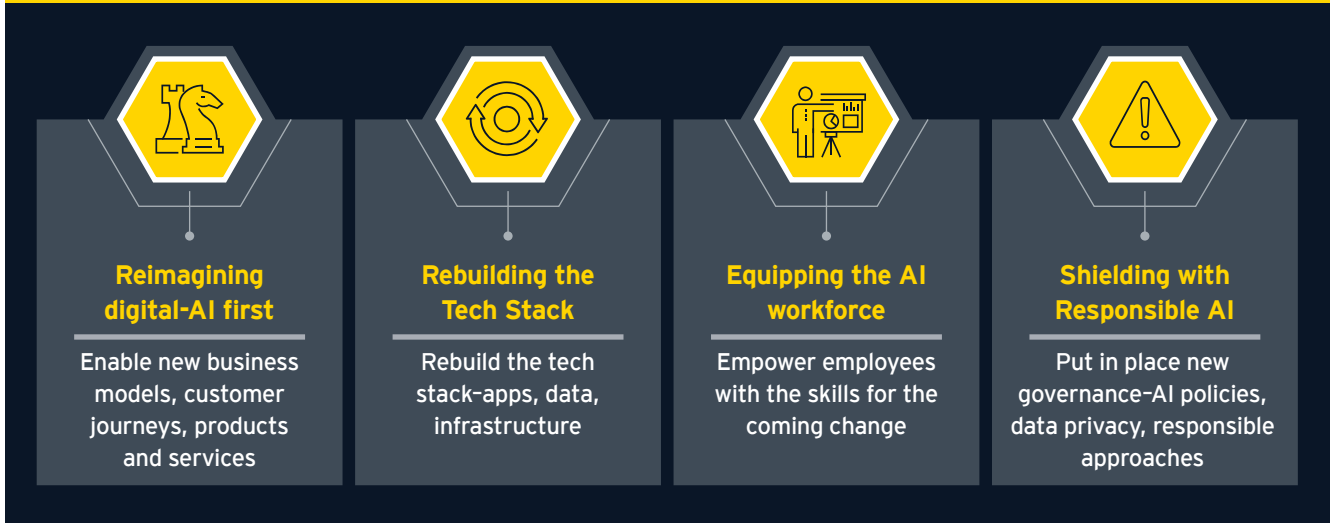 Reimagining
digital-AI first
Enable new business
models, customer
journeys, products
and services
Rebuilding the
Tech Stack
Rebuild the tech
stack–apps, data,
infrastructure
Equipping the AI
workforce
Empower employees
with the skills for the
coming change
Shielding with
Responsible AI
Put in place new
governance–AI policies,
data privacy, responsible
approaches